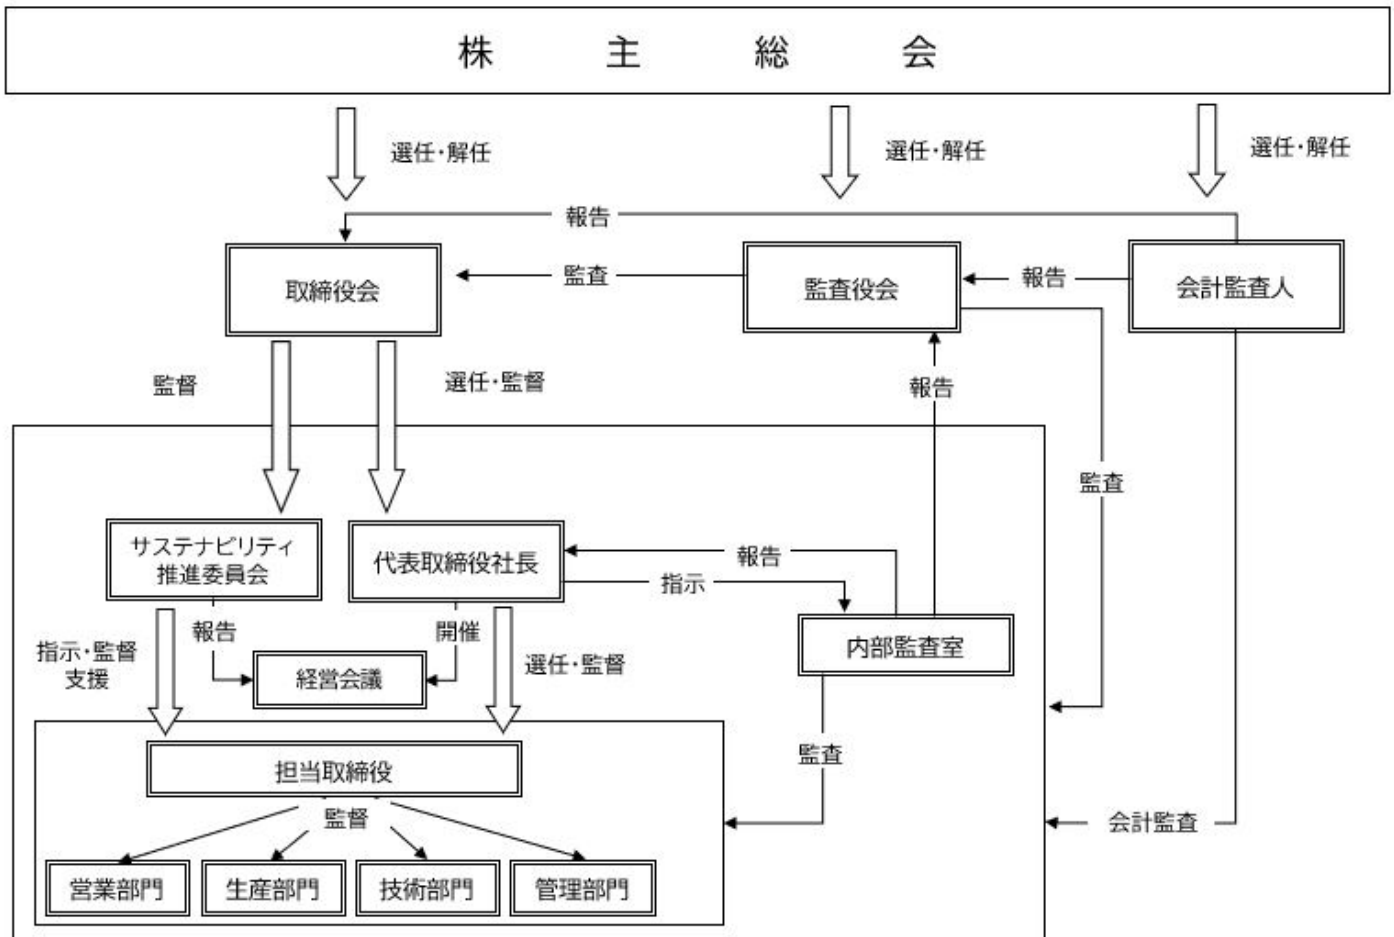 株主総会
選任・解任
選任・解任
選任・解任
報告
取締役会
監査
監査役会
報告
会計監査人
監督
選任・監督
報告
監査
サステナビリティ
推進委員会
代表取締役社長
報告
指示
指示・監督
支援
報告
開催
経営会議
選任・監督
内部監査室
監査
担当取締役
監督
会計監査
営業部門
生産部門
技術部門
管理部門